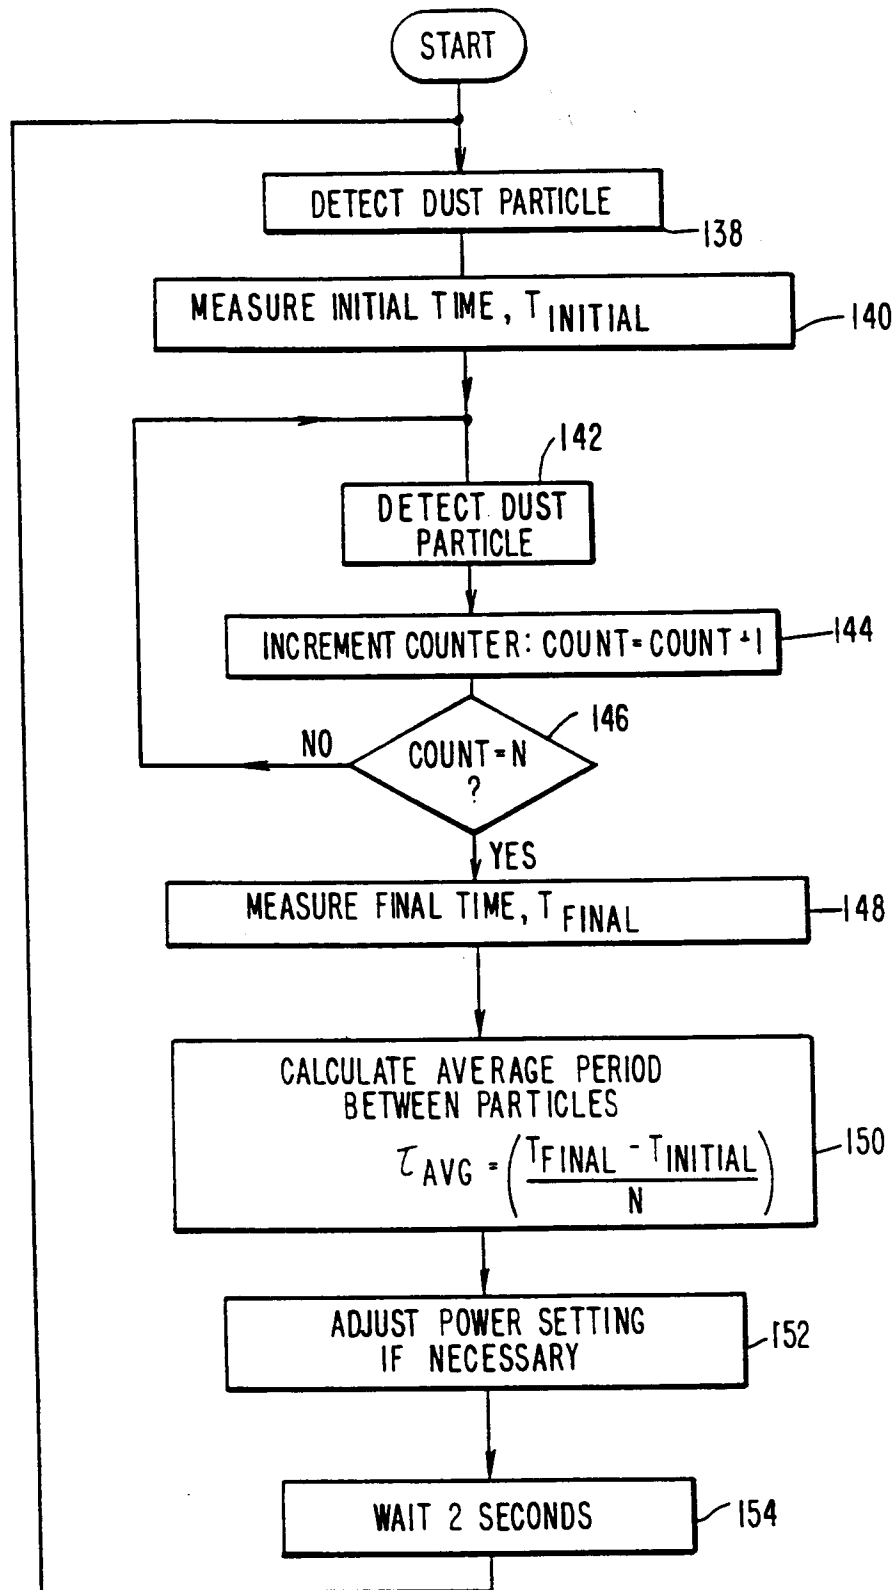 START
DETECT DUST PARTICLE
138
MEASURE INITIAL TIME, T INITIAL
140
142
DETECT DUST
PARTICLE
INCREMENT COUNTER: COUNT=COUNT +1
144
146
NO
COUNT=N
?
YES
MEASURE FINAL TIME, T FINAL
148
CALCULATE AVERAGE PERIOD
BETWEEN PARTICLES
τ AVG = (T FINAL - T INITIAL / N)
150
ADJUST POWER SETTING
IF NECESSARY
152
WAIT 2 SECONDS
154